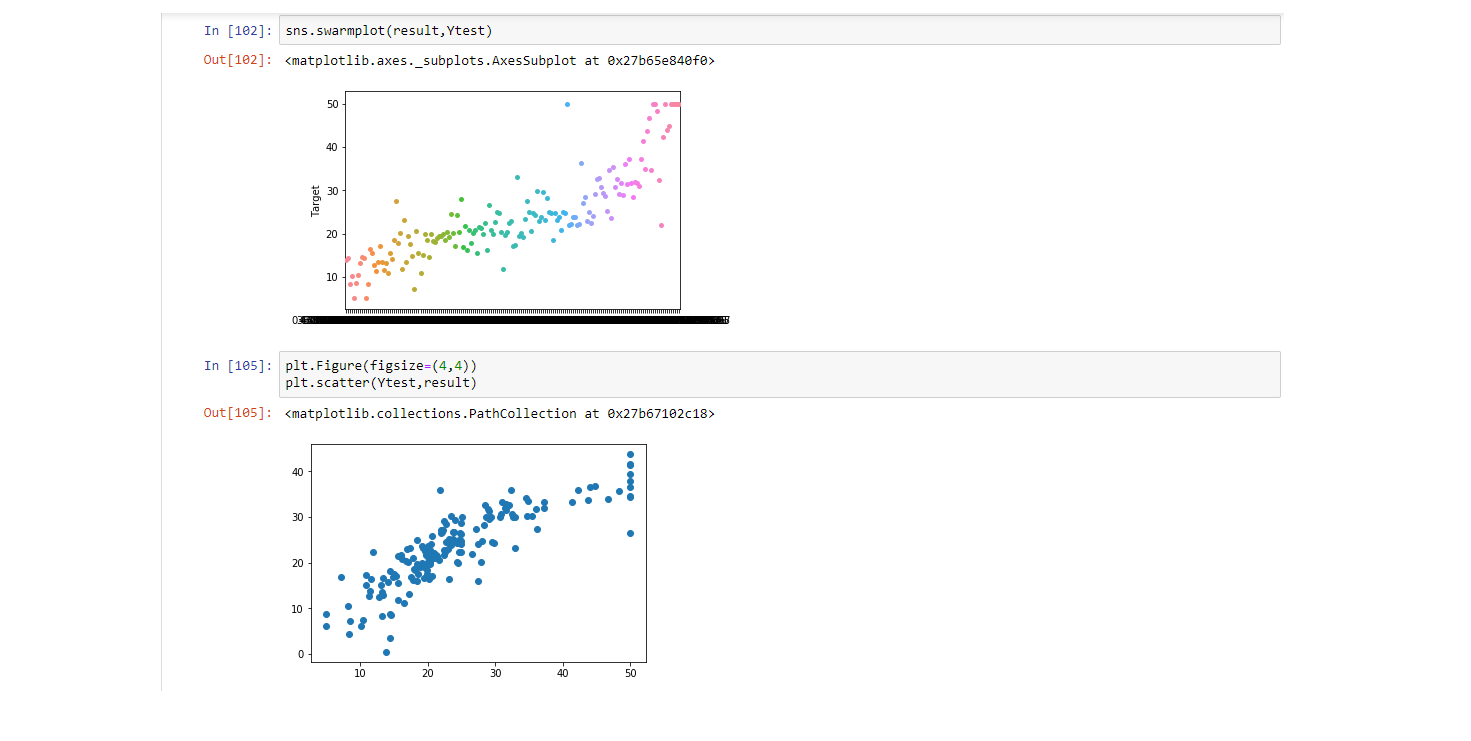 In [102]: sns.swarmplot(result,Ytest)
Out[102]: <matplotlib.axes._subplots.AxesSubplot at 0x27b65e840f0>
50
40
30
Target
20
10
In [105]: plt.Figure(figsize=(4,4))
plt.scatter(Ytest,result)
Out[105]: <matplotlib.collections.PathCollection at 0x27b67102c18>
40
30
20
10
0
10 20 30 40 50